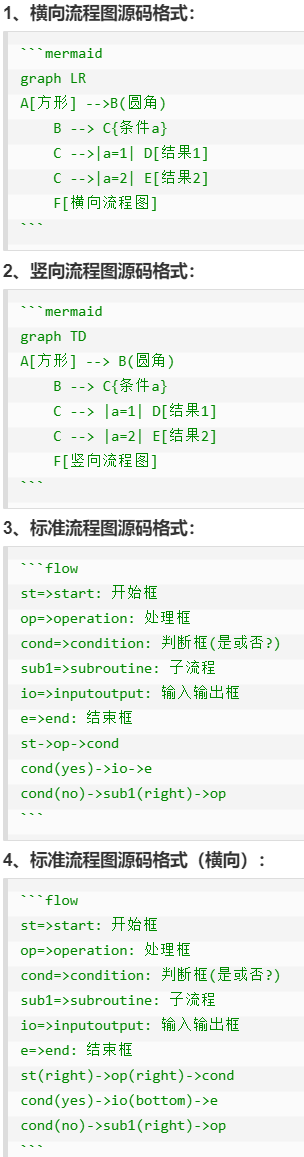 1、横向流程图源码格式：
```mermaid
graph LR
A[方形] -->B(圆角)
    B --> C{条件a}
    C -->|a=1| D[结果1]
    C -->|a=2| E[结果2]
    F[横向流程图]
```
2、竖向流程图源码格式：
```mermaid
graph TD
A[方形] --> B(圆角)
    B --> C{条件a}
    C --> |a=1| D[结果1]
    C --> |a=2| E[结果2]
    F[竖向流程图]
```
3、标准流程图源码格式：
```flow
st=>start: 开始框
op=>operation: 处理框
cond=>condition: 判断框(是或否?)
sub1=>subroutine: 子流程
io=>inputoutput: 输入输出框
e=>end: 结束框
st->op->cond
cond(yes)->io->e
cond(no)->sub1(right)->op
```
4、标准流程图源码格式（横向）：
```flow
st=>start: 开始框
op=>operation: 处理框
cond=>condition: 判断框(是或否?)
sub1=>subroutine: 子流程
io=>inputoutput: 输入输出框
e=>end: 结束框
st(right)->op(right)->cond
cond(yes)->io(bottom)->e
cond(no)->sub1(right)->op
```